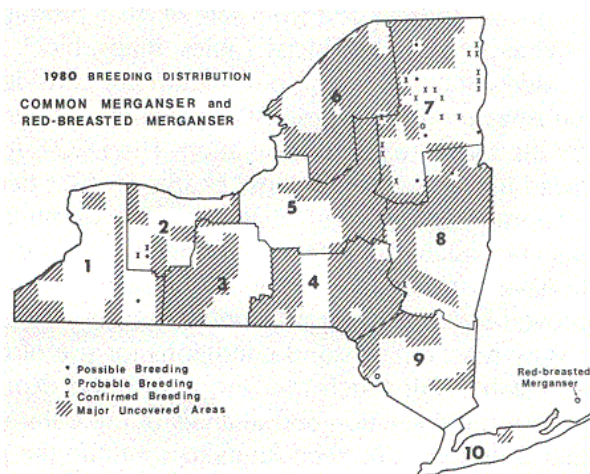 1980 BREEDING DISTRIBUTION
COMMON MERGANSER and
RED-BREASTED MERGANSER
6
7
5
2
1
3
4
8
9
Possible Breeding
Probable Breeding
Confirmed Breeding
Major Uncovered Areas
Red-breasted
Merganser
10